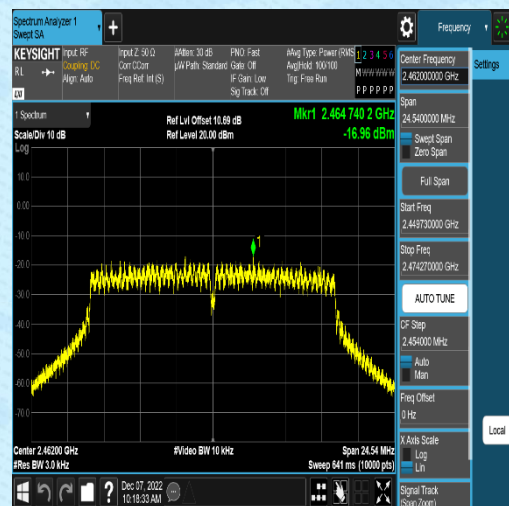 Spectrum Analyzer 1
Swept SA
Frequency
KEYSIGHT
Input: RF
Coupling: DC
Align: Auto
Input Z: 50 Ω
Corr CCorr
Freq Ref: Int (S)
#Atten: 30 dB
µW Path: Standard
PNO: Fast
Gate: Off
IF Gain: Low
Sig Track: Off
#Avg Type: Power (RMS
Avg|Hold: 100/100
Trig: Free Run
1 2 3 4 5 6
M W W W W W
P P P P P P
RL
LXI
1 Spectrum
Scale/Div 10 dB
Log
Ref Lvl Offset 10.69 dB
Ref Level 20.00 dBm
Mkr1 2.464 740 2 GHz
-16.96 dBm
10.0
0.00
-10.0
-20.0
-30.0
-40.0
-50.0
-60.0
-70.0
1
Center 2.46200 GHz
#Res BW 3.0 kHz
#Video BW 10 kHz
Span 24.54 MHz
Sweep 641 ms (10000 pts)
Dec 07, 2022
10:18:33 AM
Center Frequency
2.462000000 GHz
Span
24.5400000 MHz
Swept Span
Zero Span
Full Span
Start Freq
2.449730000 GHz
Stop Freq
2.474270000 GHz
AUTO TUNE
CF Step
2.454000 MHz
Auto
Man
Freq Offset
0 Hz
X Axis Scale
Log
Lin
Signal Track
(Span Zoom)
Settings
Local